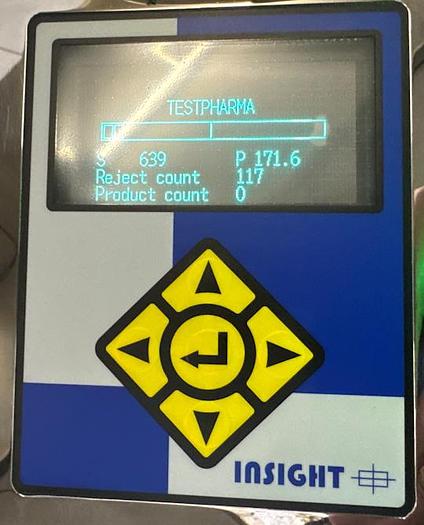 TESTPHARMA
S 639 P 171.6
Reject count 117
Product count 0
INSIGHT